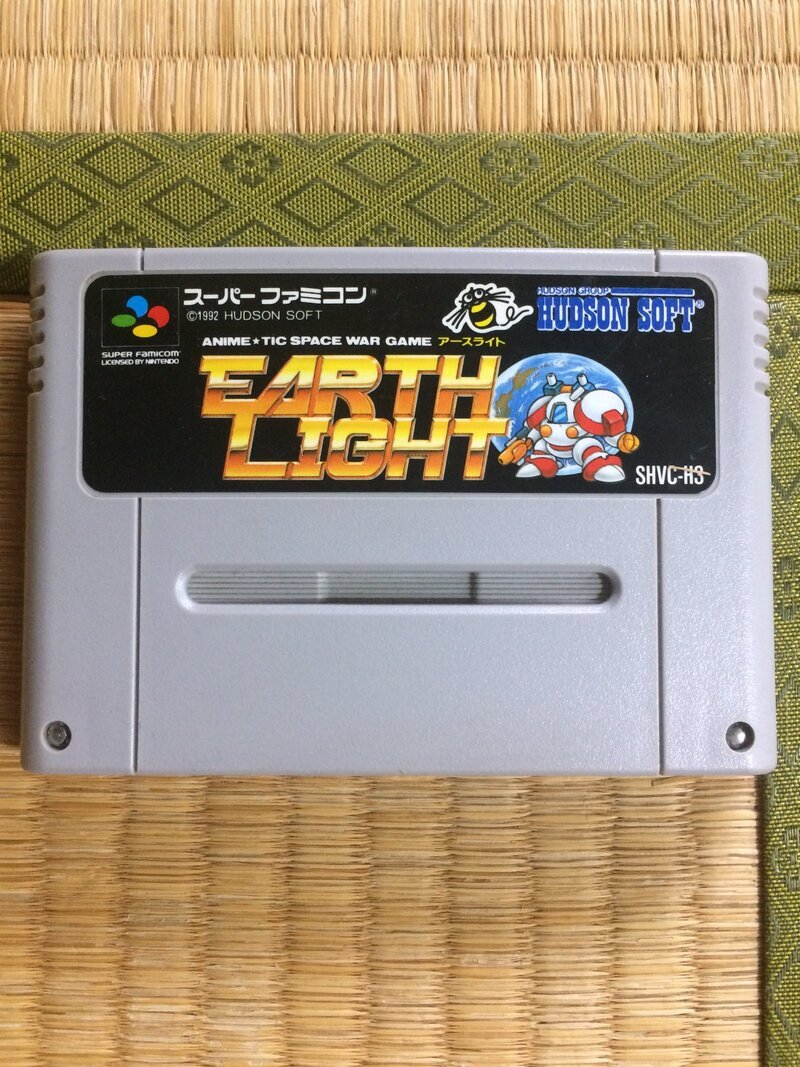 スーパーファミコン®
©1992 HUDSON SOFT
HUDSON GROUP
HUDSON SOFT®
SUPER FAMICOM
LICENSED BY NINTENDO
ANIME★TIC SPACE WAR GAME アースライト
EARTH
LIGHT
SHVC-H3